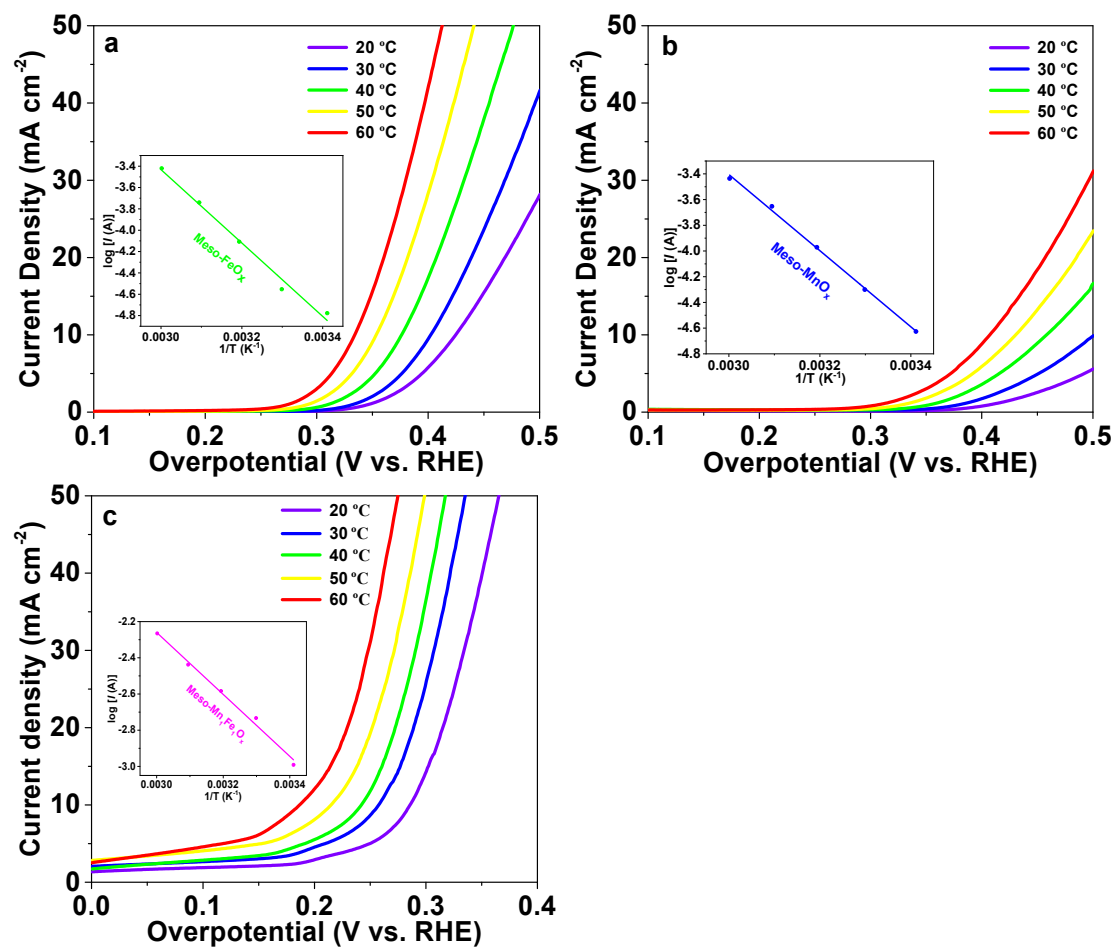 a
Current Density (mA cm⁻²)
50
40
30
20
10
0
0.1 0.2 0.3 0.4 0.5
Overpotential (V vs. RHE)
20 ºC
30 ºC
40 ºC
50 ºC
60 ºC
log [I (A)]
-3.4
-3.6
-3.8
-4.0
-4.2
-4.4
-4.6
-4.8
0.0030 0.0032 0.0034
1/T (K⁻¹)
Meso-FeOₓ
b
Current Density (mA cm⁻²)
50
40
30
20
10
0
0.1 0.2 0.3 0.4 0.5
Overpotential (V vs. RHE)
20 ºC
30 ºC
40 ºC
50 ºC
60 ºC
log [I (A)]
-3.4
-3.6
-3.8
-4.0
-4.2
-4.4
-4.6
-4.8
0.0030 0.0032 0.0034
1/T (K⁻¹)
Meso-MnOₓ
c
Current density (mA cm⁻²)
50
40
30
20
10
0
0.0 0.1 0.2 0.3 0.4
Overpotential (V vs. RHE)
20 ºC
30 ºC
40 ºC
50 ºC
60 ºC
log [I (A)]
-2.2
-2.4
-2.6
-2.8
-3.0
0.0030 0.0032 0.0034
1/T (K⁻¹)
Meso-Mn₁Fe₁Oₓ